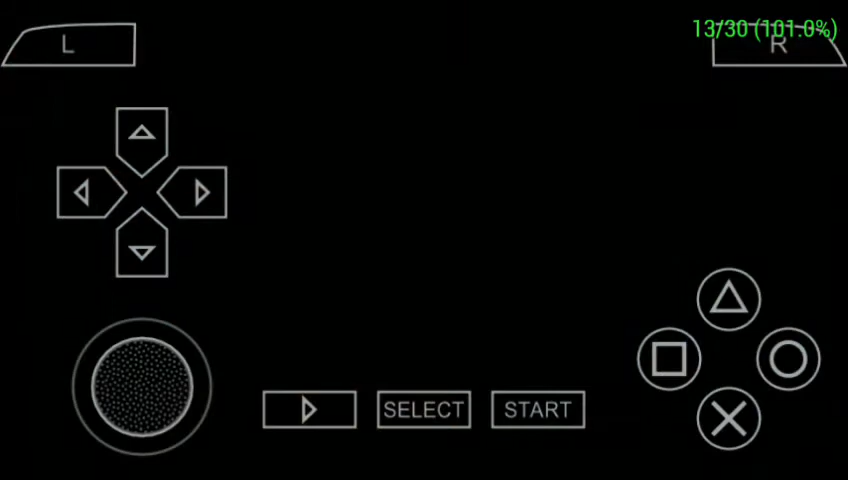 13/30 (101.0%)
L
R
SELECT
START